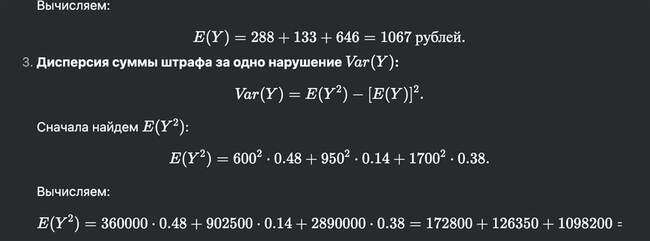 Вычисляем:
E(Y) = 288 + 133 + 646 = 1067 рублей.
3. Дисперсия суммы штрафа за одно нарушение Var(Y):
Var(Y) = E(Y²) − [E(Y)]².
Сначала найдем E(Y²):
E(Y²) = 600² · 0.48 + 950² · 0.14 + 1700² · 0.38.
Вычисляем:
E(Y²) = 360000 · 0.48 + 902500 · 0.14 + 2890000 · 0.38 = 172800 + 126350 + 1098200 =